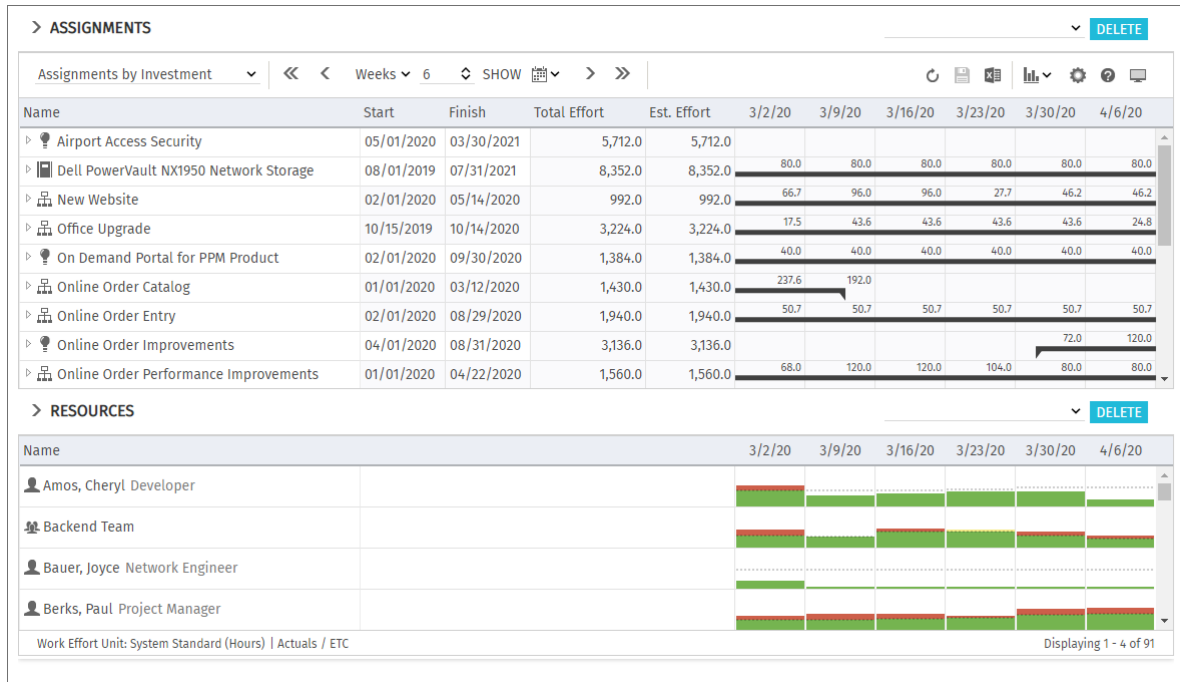 ASSIGNMENTS DELETE
Assignments by Investment Weeks 6 SHOW
Name Start Finish Total Effort Est. Effort 3/2/20 3/9/20 3/16/20 3/23/20 3/30/20 4/6/20
Airport Access Security 05/01/2020 03/30/2021 5,712.0 5,712.0
Dell PowerVault NX1950 Network Storage 08/01/2019 07/31/2021 8,352.0 8,352.0 80.0 80.0 80.0 80.0 80.0 80.0
New Website 02/01/2020 05/14/2020 992.0 992.0 66.7 96.0 96.0 27.7 46.2 46.2
Office Upgrade 10/15/2019 10/14/2020 3,224.0 3,224.0 17.5 43.6 43.6 43.6 43.6 24.8
On Demand Portal for PPM Product 02/01/2020 09/30/2020 1,384.0 1,384.0 40.0 40.0 40.0 40.0 40.0 40.0
Online Order Catalog 01/01/2020 03/12/2020 1,430.0 1,430.0 237.6 192.0
Online Order Entry 02/01/2020 08/29/2020 1,940.0 1,940.0 50.7 50.7 50.7 50.7 50.7 50.7
Online Order Improvements 04/01/2020 08/31/2020 3,136.0 3,136.0 72.0 120.0
Online Order Performance Improvements 01/01/2020 04/22/2020 1,560.0 1,560.0 68.0 120.0 120.0 104.0 80.0 80.0
RESOURCES DELETE
Name 3/2/20 3/9/20 3/16/20 3/23/20 3/30/20 4/6/20
Amos, Cheryl Developer
Backend Team
Bauer, Joyce Network Engineer
Berks, Paul Project Manager
Work Effort Unit: System Standard (Hours) | Actuals / ETC Displaying 1 - 4 of 91